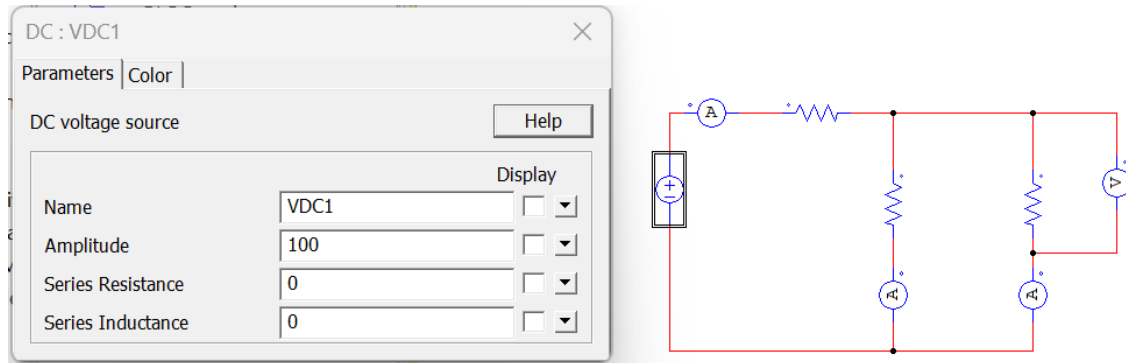 DC : VDC1
Parameters Color
DC voltage source Help
Display
Name VDC1
Amplitude 100
Series Resistance 0
Series Inductance 0
A
V
A A